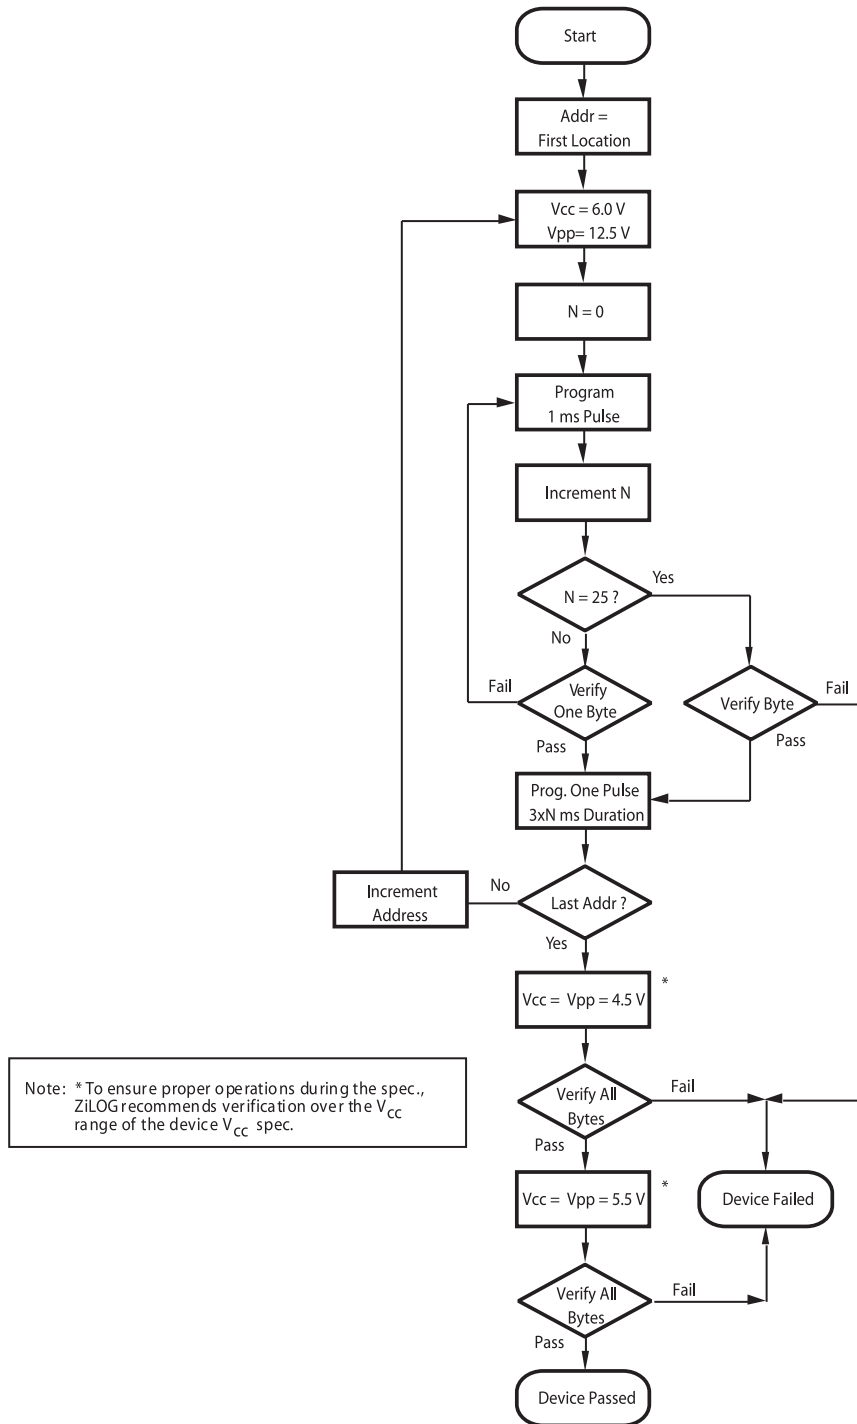 Start
Addr =
First Location
Vcc = 6.0 V
Vpp= 12.5 V
N = 0
Program
1 ms Pulse
Increment N
N = 25 ?
Yes
No
Fail
Verify
One Byte
Pass
Verify Byte
Fail
Pass
Prog. One Pulse
3xN ms Duration
Increment
Address
No
Last Addr ?
Yes
Vcc = Vpp = 4.5 V
*
Note: * To ensure proper operations during the spec.,
ZiLOG recommends verification over the VCC
range of the device VCC spec.
Verify All
Bytes
Fail
Pass
Vcc = Vpp = 5.5 V
*
Device Failed
Verify All
Bytes
Fail
Pass
Device Passed